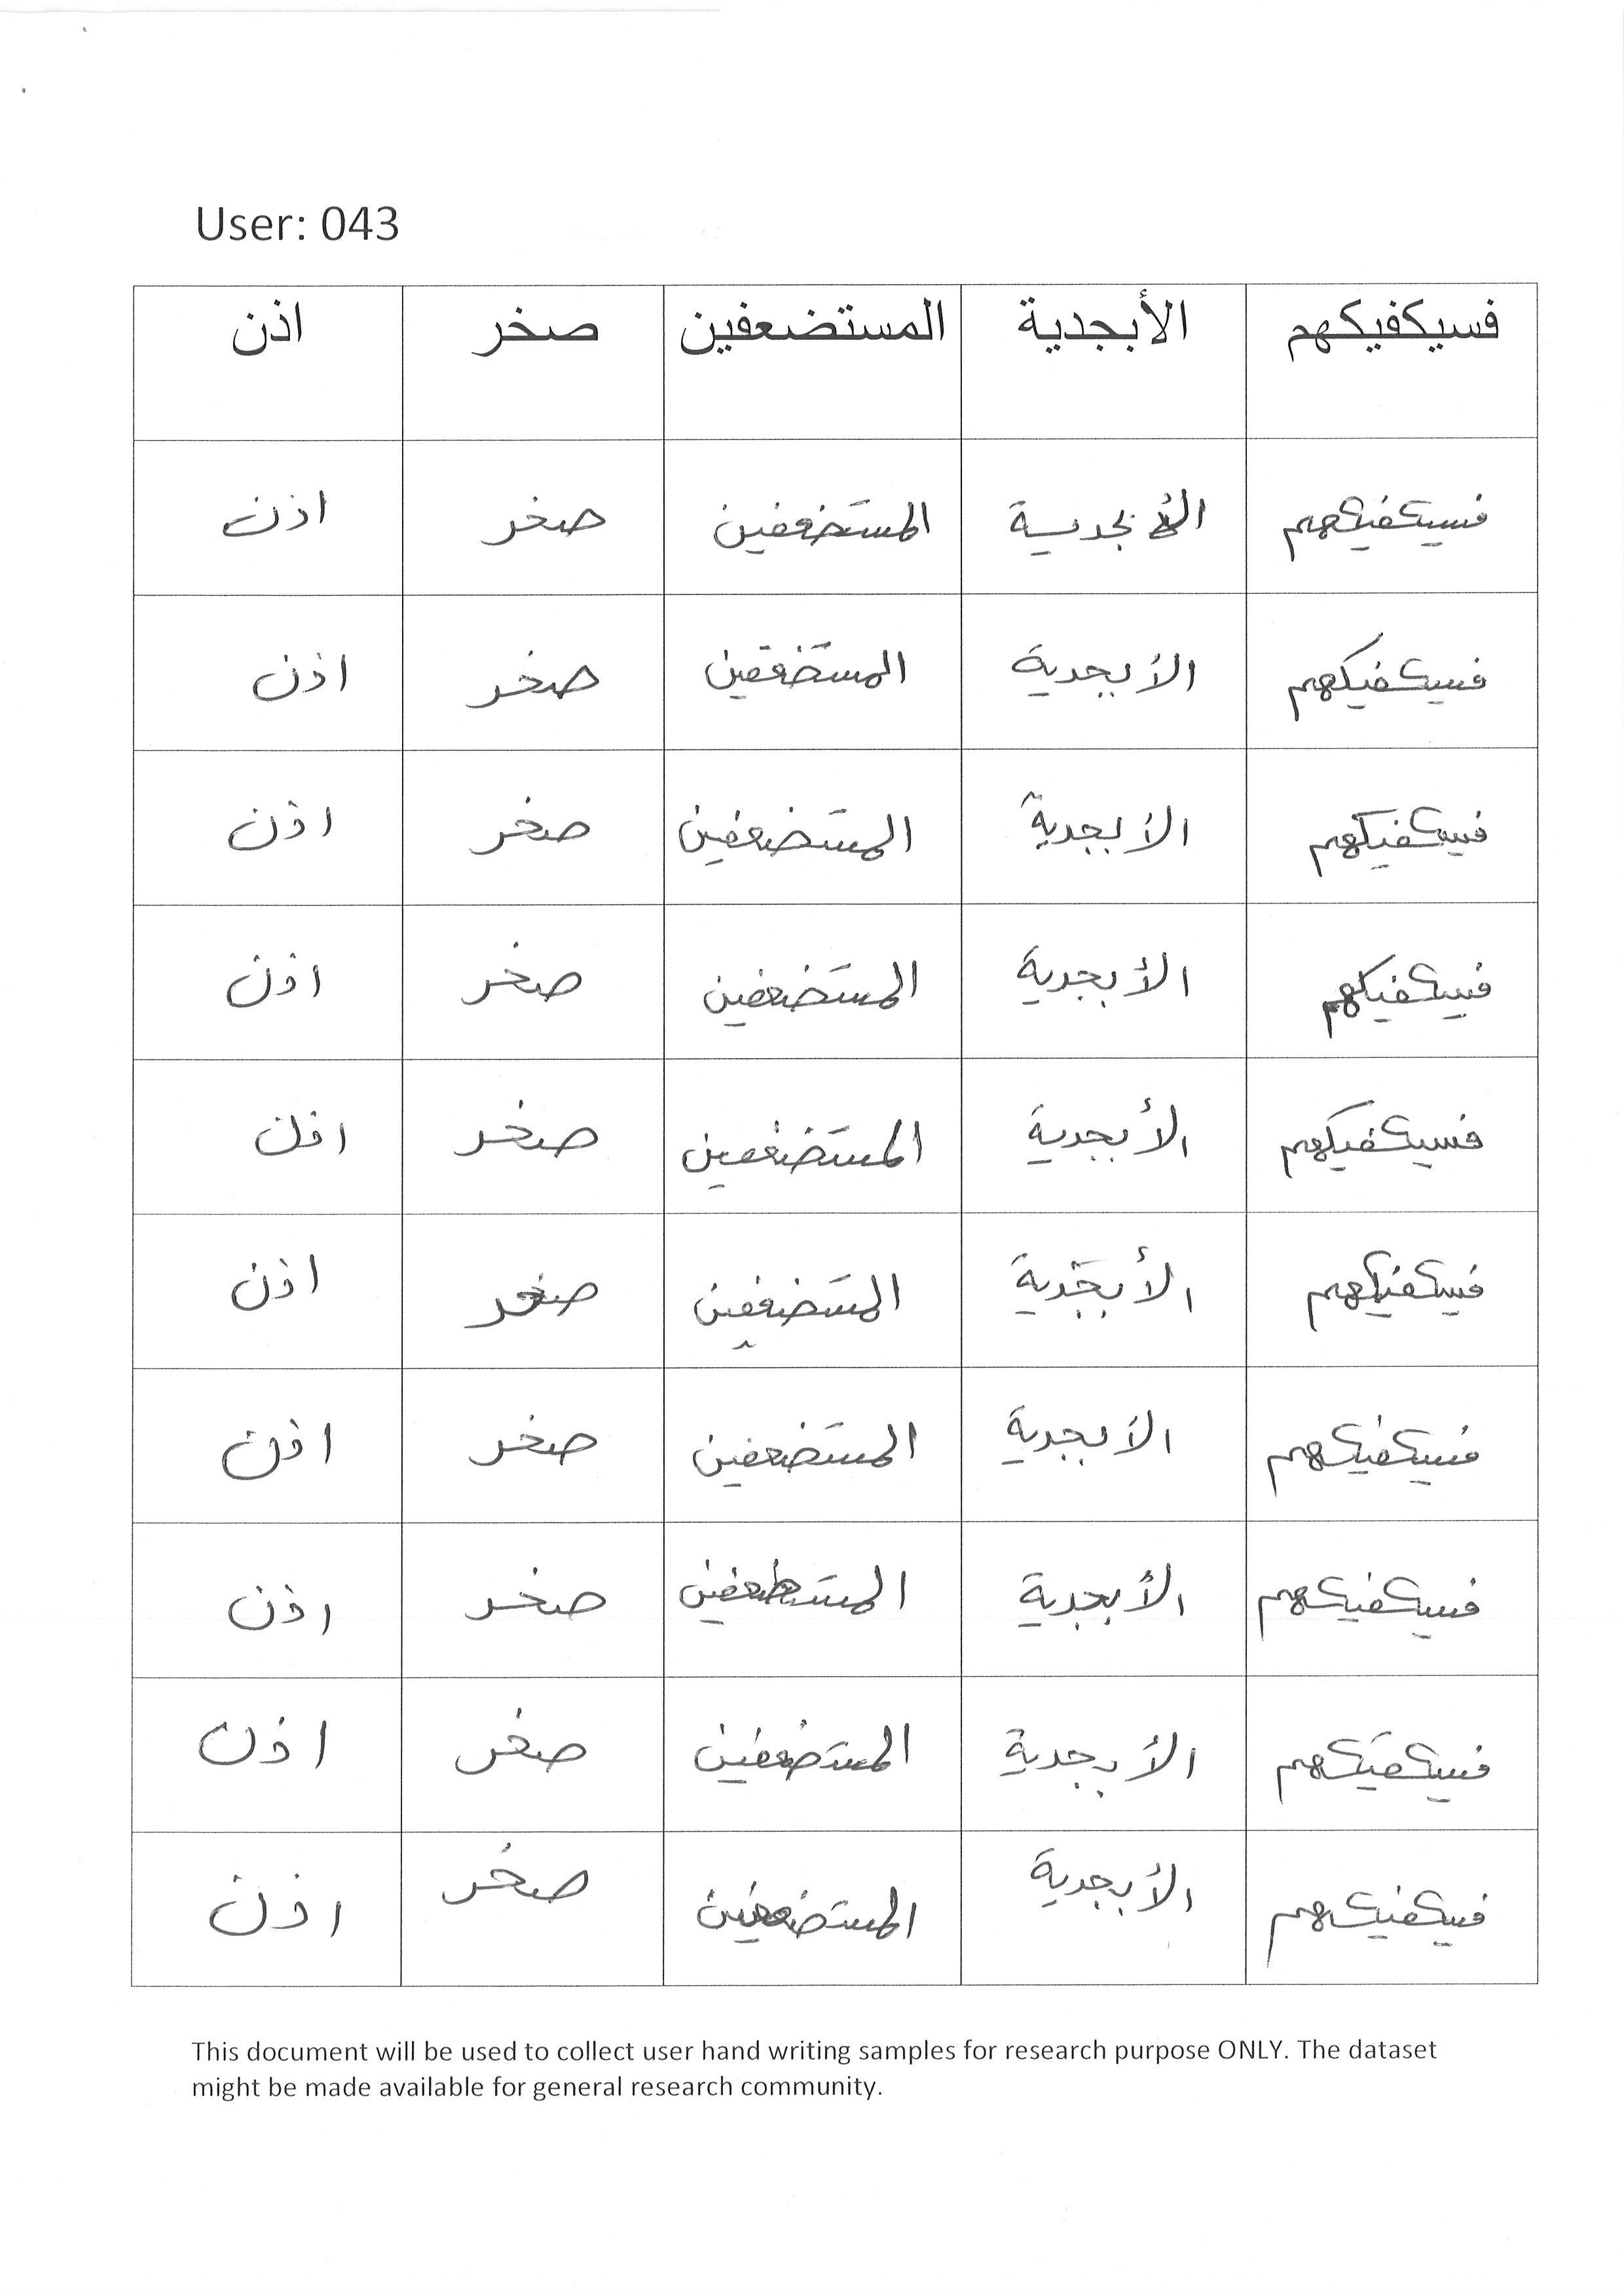 User: 043
فسيكفيكهم الأبجدية المستضعفين صخر اذن
فسيكفيكهم الأبجدية المستضعفين صخر اذن
فسيكفيكهم الأبجدية المستضعفين صخر اذن
فسيكفيكهم الأبجدية المستضعفين صخر اذن
فسيكفيكهم الأبجدية المستضعفين صخر اذن
فسيكفيكهم الأبجدية المستضعفين صخر اذن
فسيكفيكهم الأبجدية المستضعفين صخر اذن
فسيكفيكهم الأبجدية المستضعفين صخر اذن
فسيكفيكهم الأبجدية المستضعفين صخر اذن
فسيكفيكهم الأبجدية المستضعفين صخر اذن
فسيكفيكهم الأبجدية المستضعفين صخر اذن
This document will be used to collect user hand writing samples for research purpose ONLY. The dataset
might be made available for general research community.